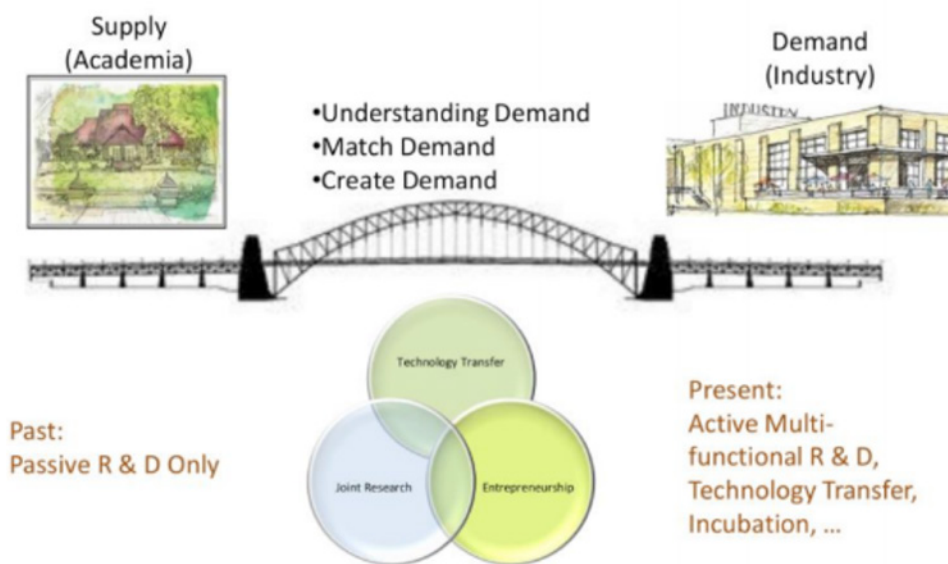 Supply
(Academia)
Demand
(Industry)
•Understanding Demand
•Match Demand
•Create Demand
INDUSTRY
Technology Transfer
Joint Research
Entrepreneurship
Past:
Passive R & D Only
Present:
Active Multi-
functional R & D,
Technology Transfer,
Incubation, ...